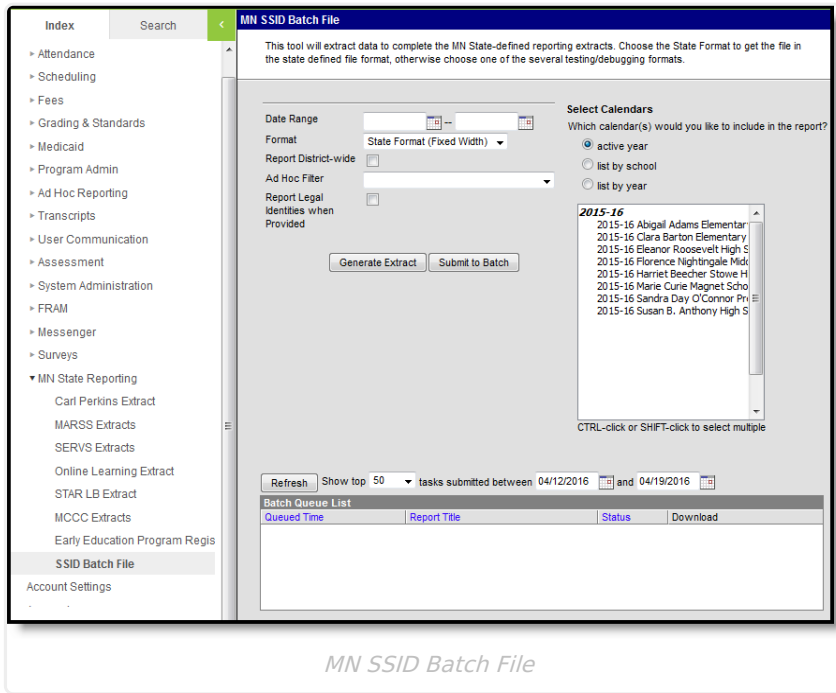 Index
Search
Attendance
Scheduling
Fees
Grading & Standards
Medicaid
Program Admin
Ad Hoc Reporting
Transcripts
User Communication
Assessment
System Administration
FRAM
Messenger
Surveys
MN State Reporting
Carl Perkins Extract
MARSS Extracts
SERVS Extracts
Online Learning Extract
STAR LB Extract
MCCC Extracts
Early Education Program Regis
SSID Batch File
Account Settings
MN SSID Batch File
This tool will extract data to complete the MN State-defined reporting extracts. Choose the State Format to get the file in
the state defined file format, otherwise choose one of the several testing/debugging formats.
Date Range --
Format State Format (Fixed Width)
Report District-wide
Ad Hoc Filter
Report Legal
Identities when
Provided
Generate Extract Submit to Batch
Select Calendars
Which calendar(s) would you like to include in the report?
active year
list by school
list by year
2015-16
2015-16 Abigail Adams Elementar
2015-16 Clara Barton Elementary
2015-16 Eleanor Roosevelt High S
2015-16 Florence Nightingale Midd
2015-16 Harriet Beecher Stowe H
2015-16 Marie Curie Magnet Scho
2015-16 Sandra Day O'Connor Pre
2015-16 Susan B. Anthony High S
CTRL-click or SHIFT-click to select multiple
Refresh Show top 50 tasks submitted between 04/12/2016 and 04/19/2016
Batch Queue List
Queued Time Report Title Status Download
MN SSID Batch File